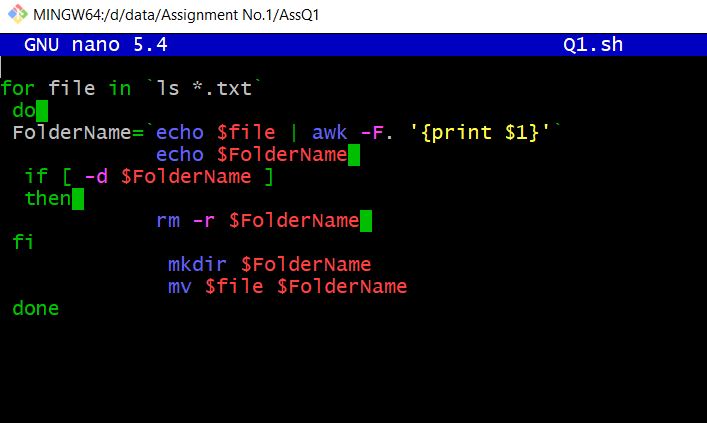 MINGW64:/d/data/Assignment No.1/AssQ1
GNU nano 5.4 Q1.sh
for file in `ls *.txt`
do
FolderName=`echo $file | awk -F. '{print $1}'`
echo $FolderName
if [ -d $FolderName ]
then
rm -r $FolderName
fi
mkdir $FolderName
mv $file $FolderName
done